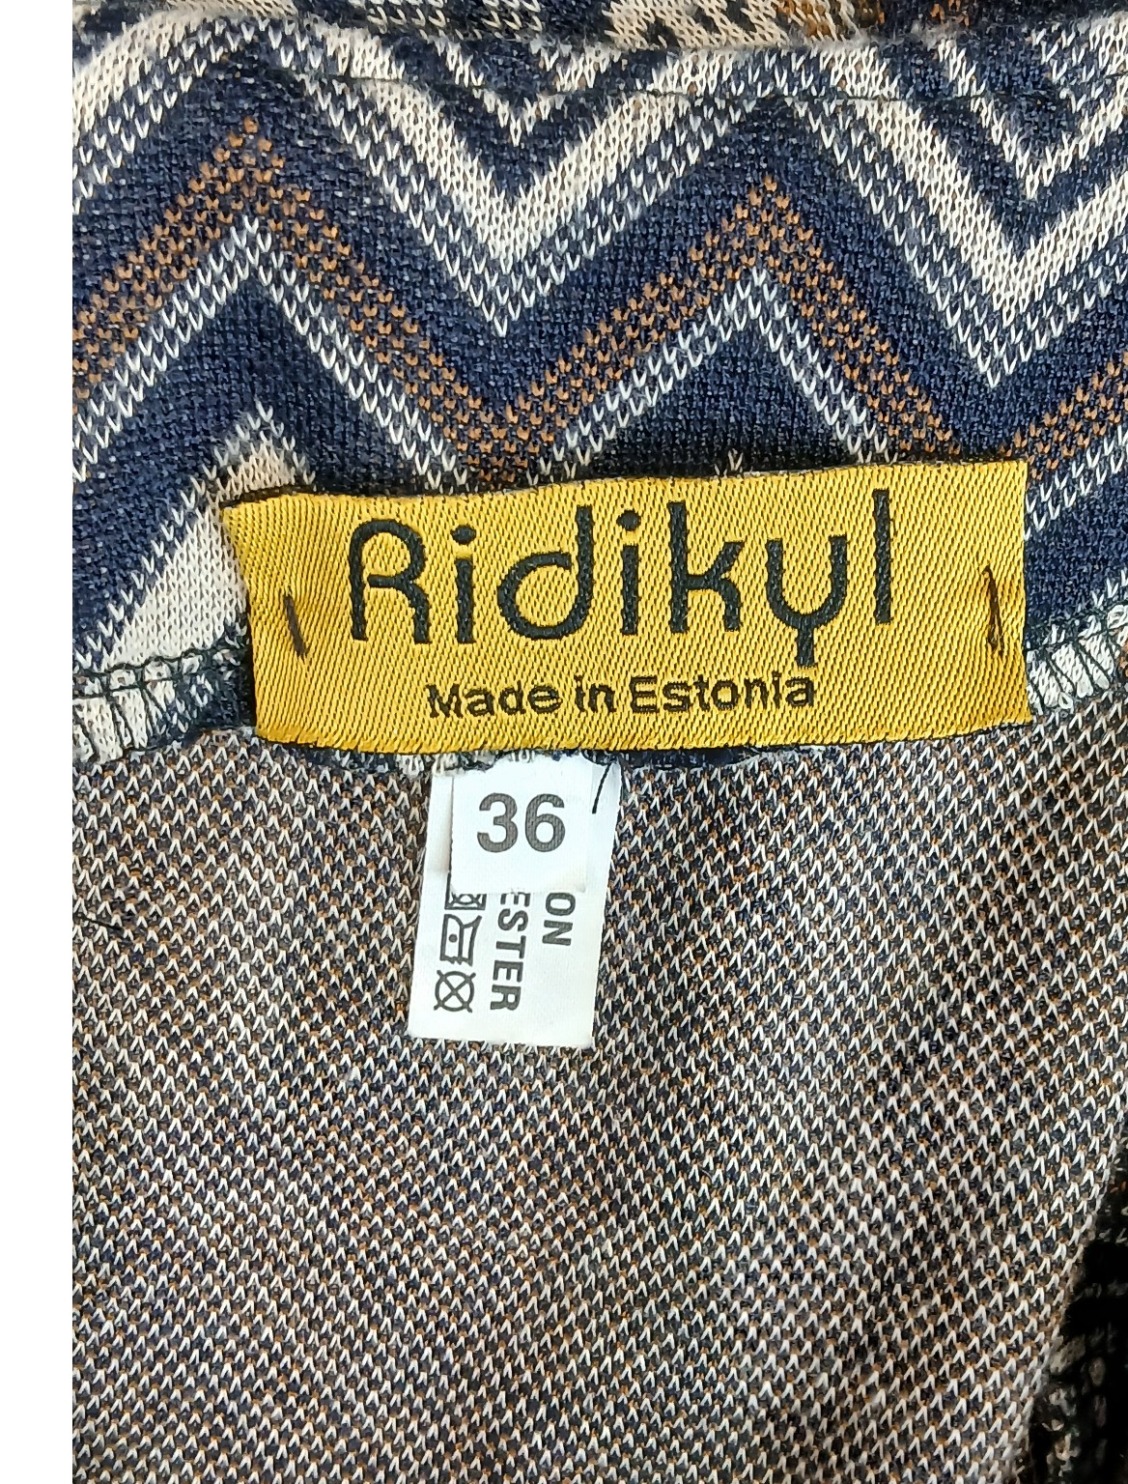 Ridikyl
Made in Estonia
36
ON
ESTER